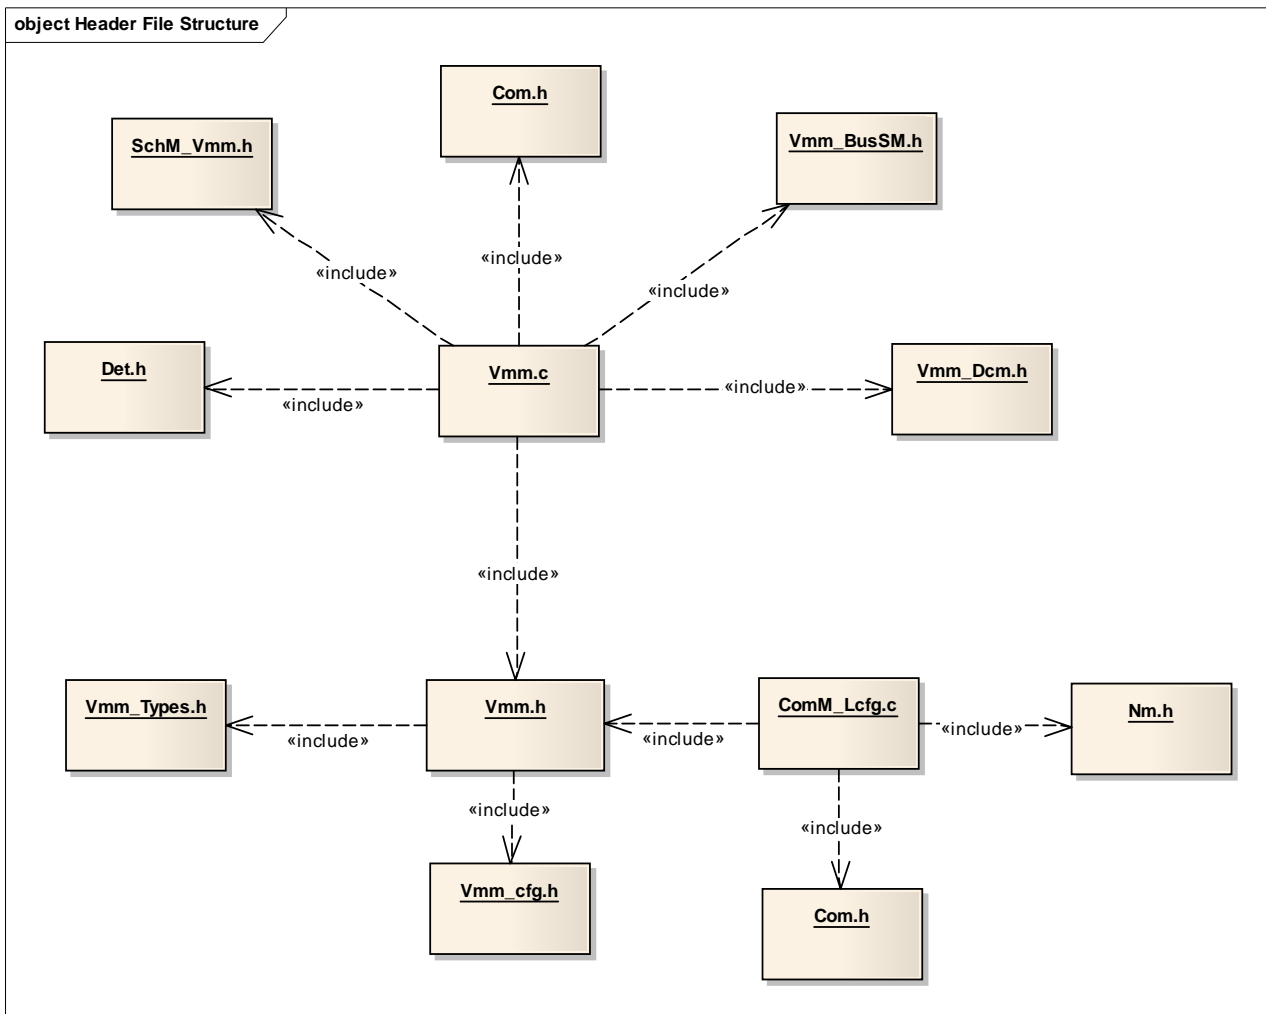 object Header File Structure
Com.h
SchM_Vmm.h
Vmm_BusSM.h
«include»
«include»
«include»
Det.h
Vmm.c
Vmm_Dcm.h
«include»
«include»
«include»
Vmm_Types.h
Vmm.h
ComM_Lcfg.c
Nm.h
«include»
«include»
«include»
«include»
«include»
Vmm_cfg.h
Com.h